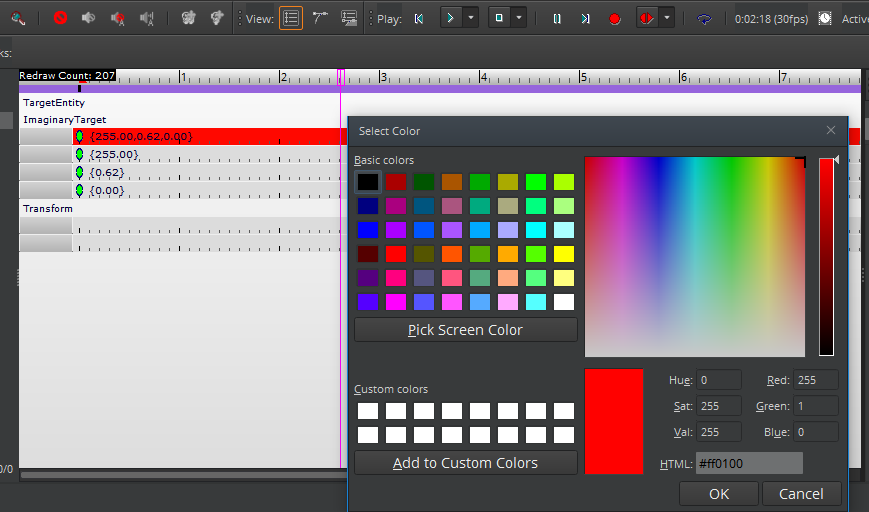 View:
Play:
0:02:18 (30fps)
Active
ks:
Redraw Count: 207
1
2
3
4
5
6
7
TargetEntity
ImaginaryTarget
{255.00,0.62,0.00}
{255.00}
{0.62}
{0.00}
Transform
0/0
Select Color
Basic colors
Pick Screen Color
Custom colors
Add to Custom Colors
Hue: 0
Red: 255
Sat: 255
Green: 1
Val: 255
Blue: 0
HTML: #ff0100
OK
Cancel